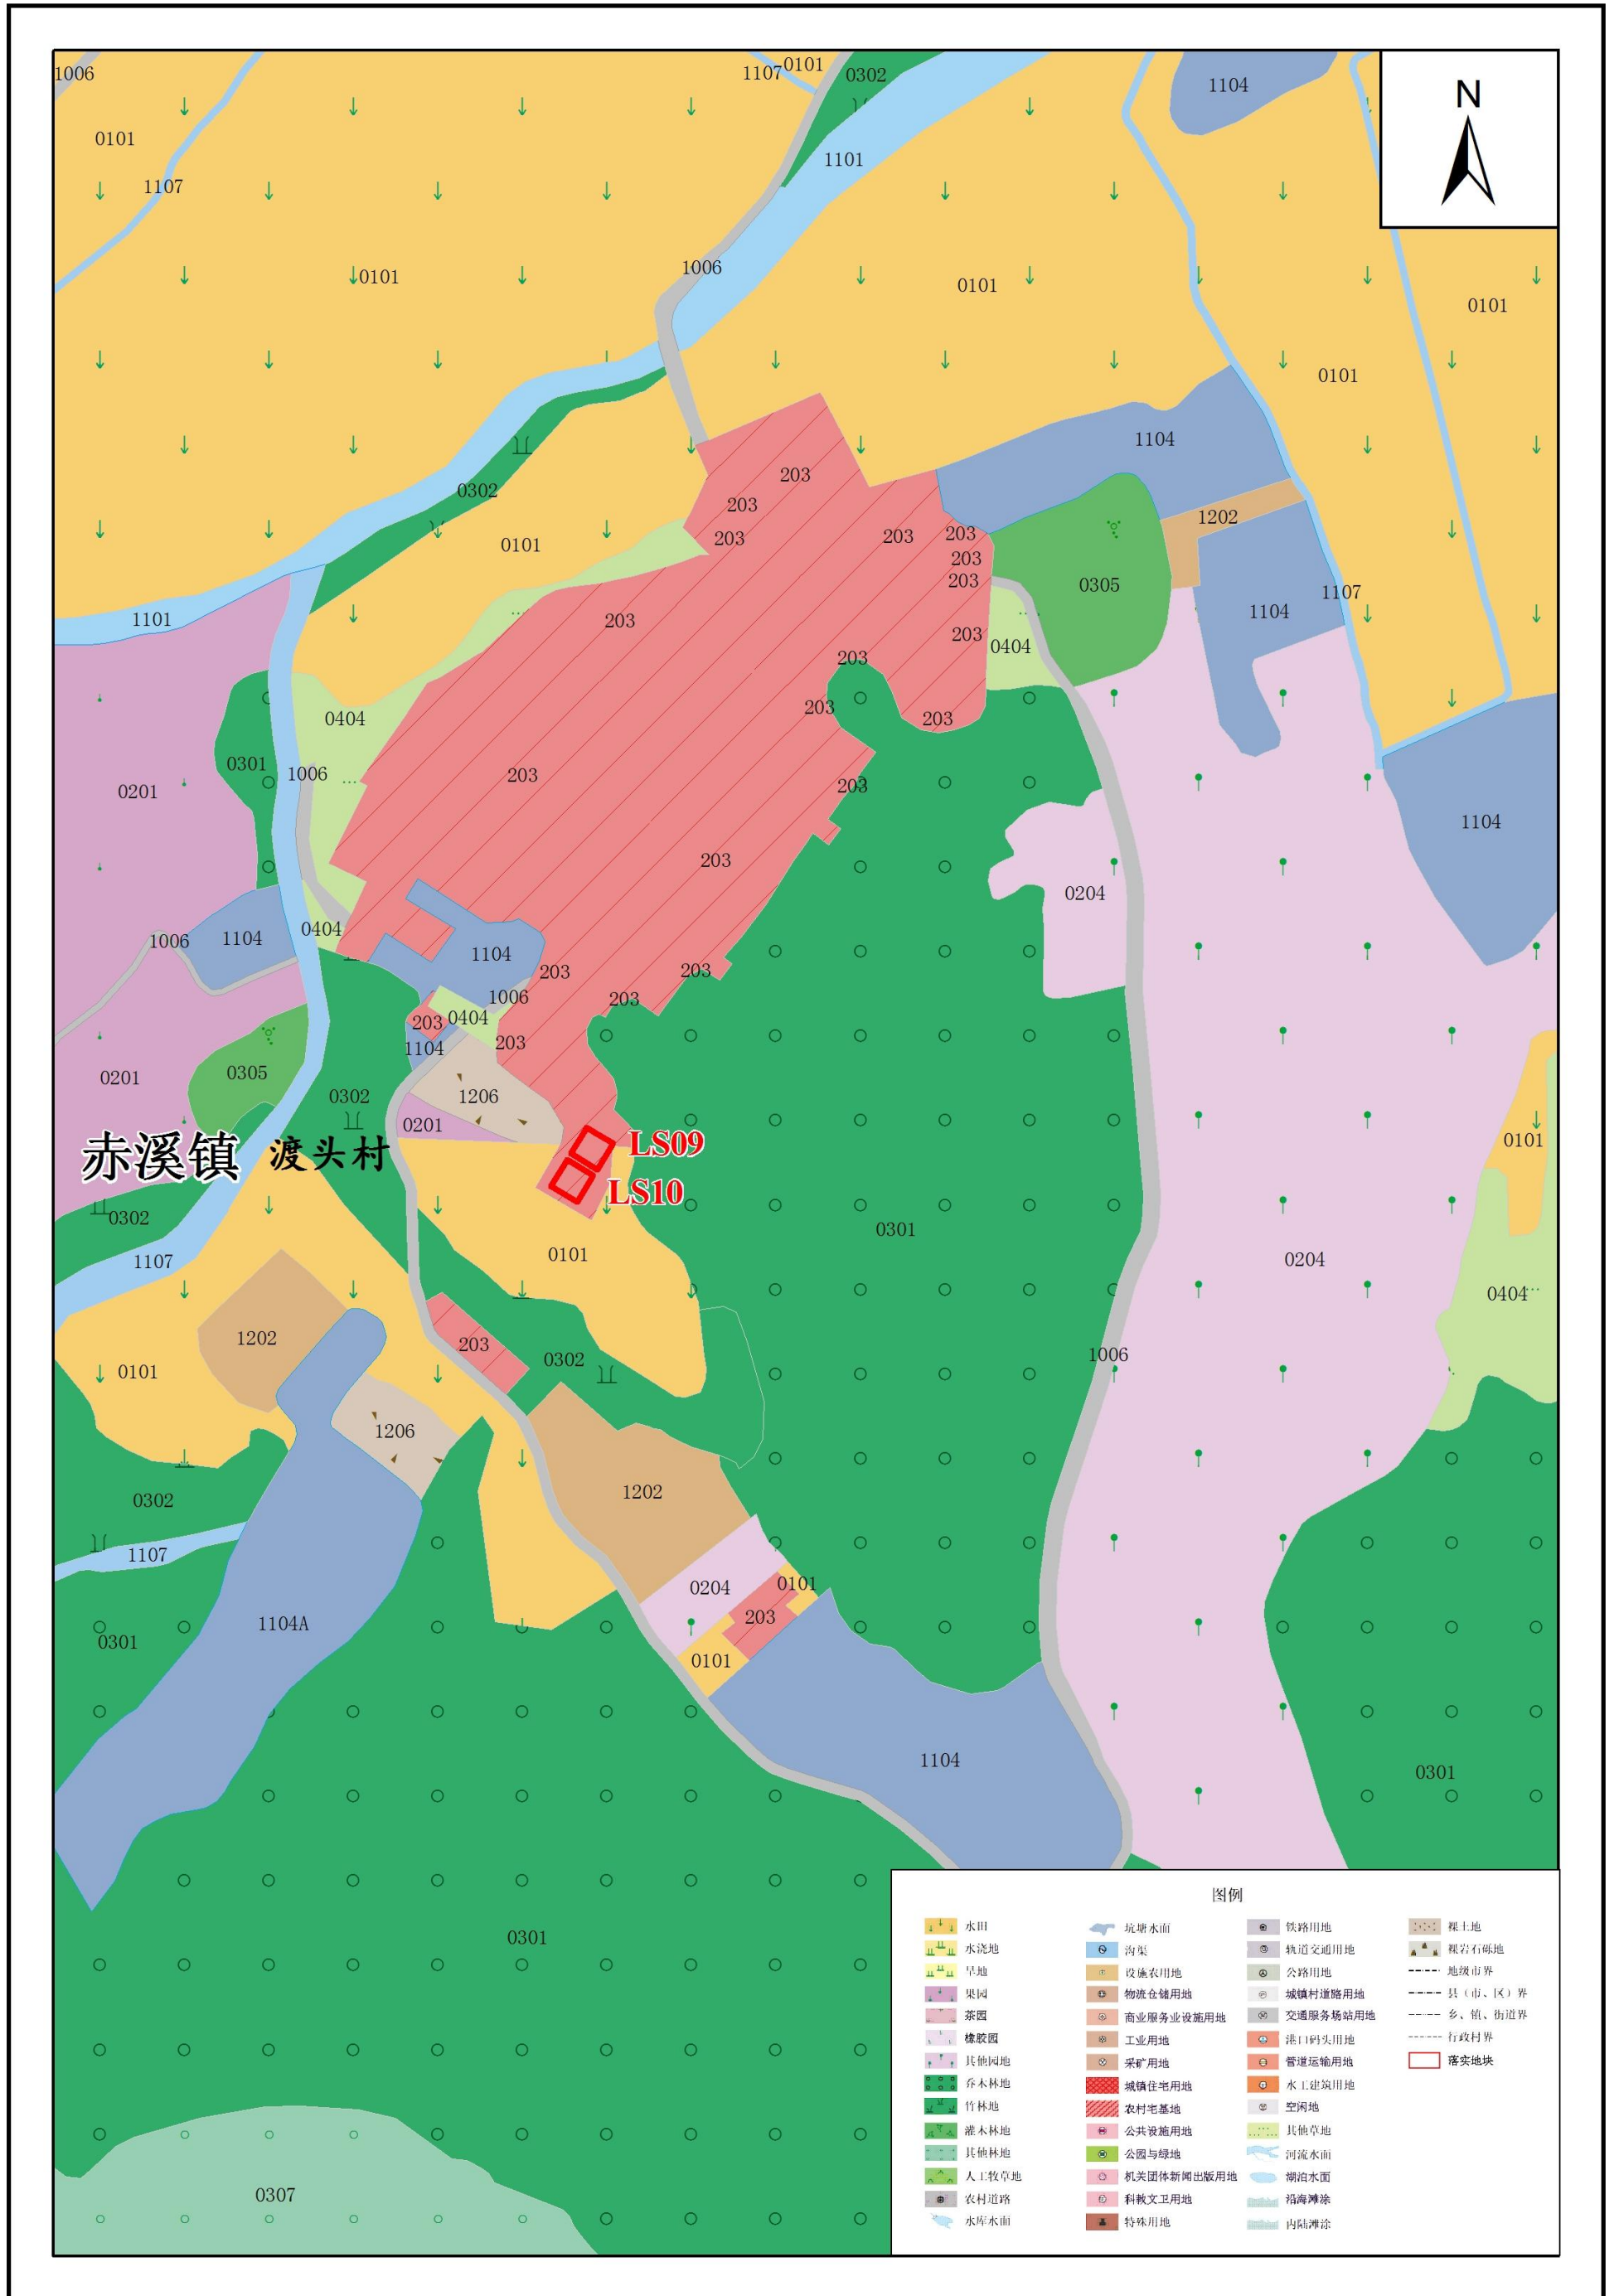 1006
1107
0101
0302
1104
N
0101
1101
1107
1006
0101
0101
0101
0101
1104
203
0302
203
1202
203
203
203
0101
203
203
0305
1107
1101
203
1104
203
0404
203
0404
203
203
0301
1006
203
203
0201
1104
203
0204
0404
1006
1104
1104
203
203
1006
203
203
0404
203
1104
0305
0201
1206
0302
0201
0101
赤溪镇
渡头村
LS09
LS10
0302
0301
0101
1107
0204
0404
1202
203
1006
0302
0101
1206
1202
0302
1107
0204
0101
203
1104A
0301
0101
1104
0301
0301
0307
图例
水田
水浇地
旱地
果园
茶园
橡胶园
其他园地
乔木林地
竹林地
灌木林地
其他林地
人工牧草地
农村道路
水库水面
坑塘水面
沟渠
设施农用地
物流仓储用地
商业服务业设施用地
工业用地
采矿用地
城镇住宅用地
农村宅基地
公共设施用地
公园与绿地
机关团体新闻出版用地
科教文卫用地
特殊用地
铁路用地
轨道交通用地
公路用地
城镇村道路用地
交通服务场站用地
港口码头用地
管道运输用地
水工建筑用地
空闲地
其他草地
河流水面
湖泊水面
沿海滩涂
内陆滩涂
裸土地
裸岩石砾地
地级市界
县（市、区）界
乡、镇、街道界
行政村界
落实地块